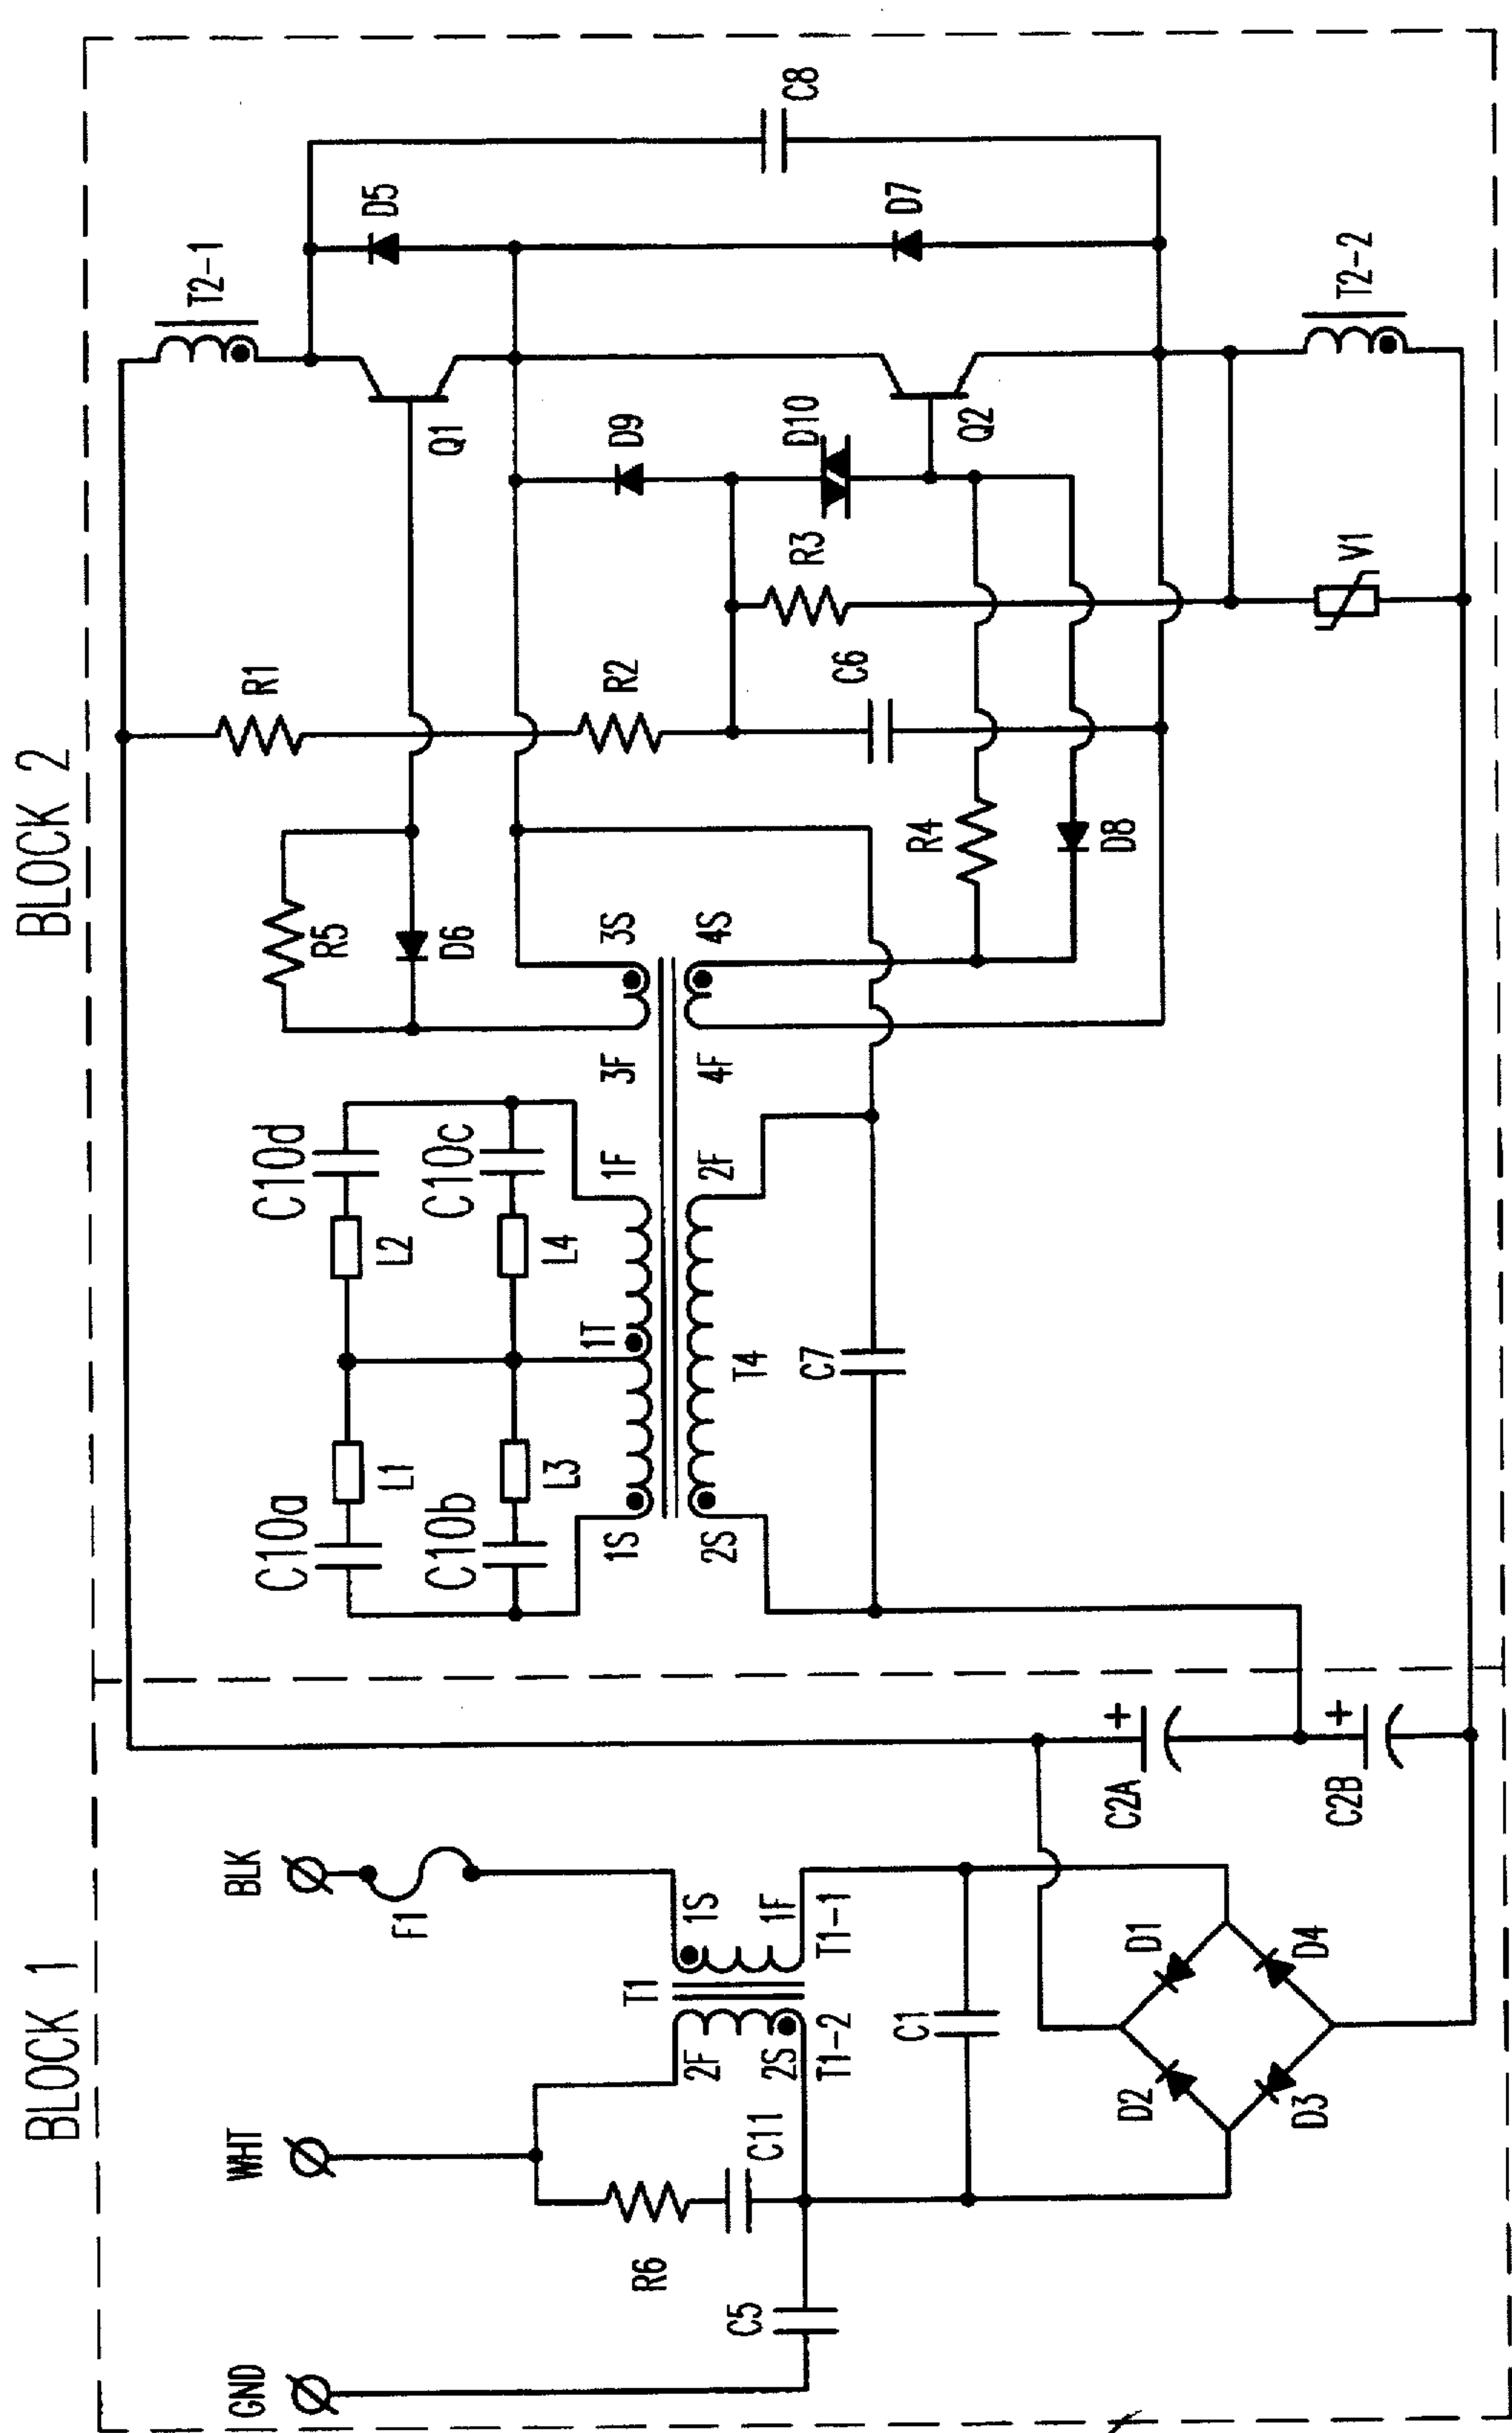 BLOCK 1
BLOCK 2
GND
WHT
BLK
F1
R6
C11
C5
T1
1S
1F
T1-1
2F
2S
T1-2
C1
D1
D2
D3
D4
C2A
+
C2B
+
C10a
C10d
L1
L2
C10b
C10c
L3
L4
1S
1T
1F
2S
T4
2F
C7
3F
3S
4F
4S
R5
D6
R4
D8
R1
R2
C6
R3
V1
Q1
D9
D10
Q2
T2-1
T2-2
D5
D7
C8